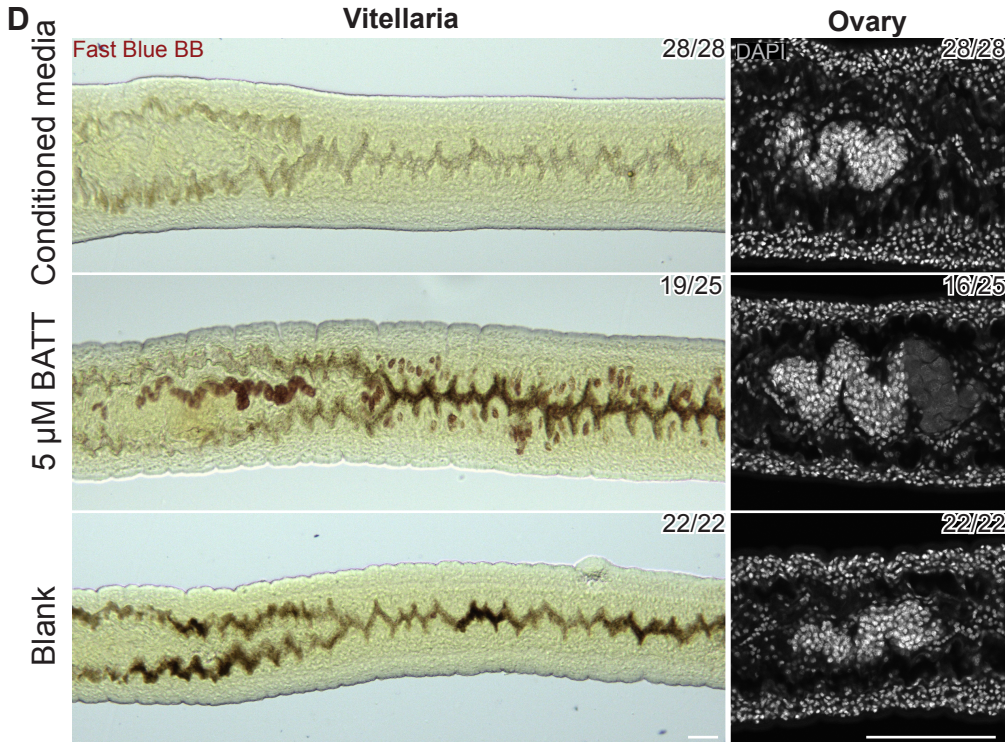 D
Vitellaria
Ovary
Conditioned media
Fast Blue BB
28/28
DAPI
28/28
5 µM BATT
19/25
16/25
Blank
22/22
22/22